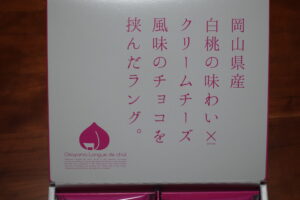 岡山県産
白桃の味わい×
クリームチーズ
風味のチョコを
挟んだラング。
Okayama Langue de chat